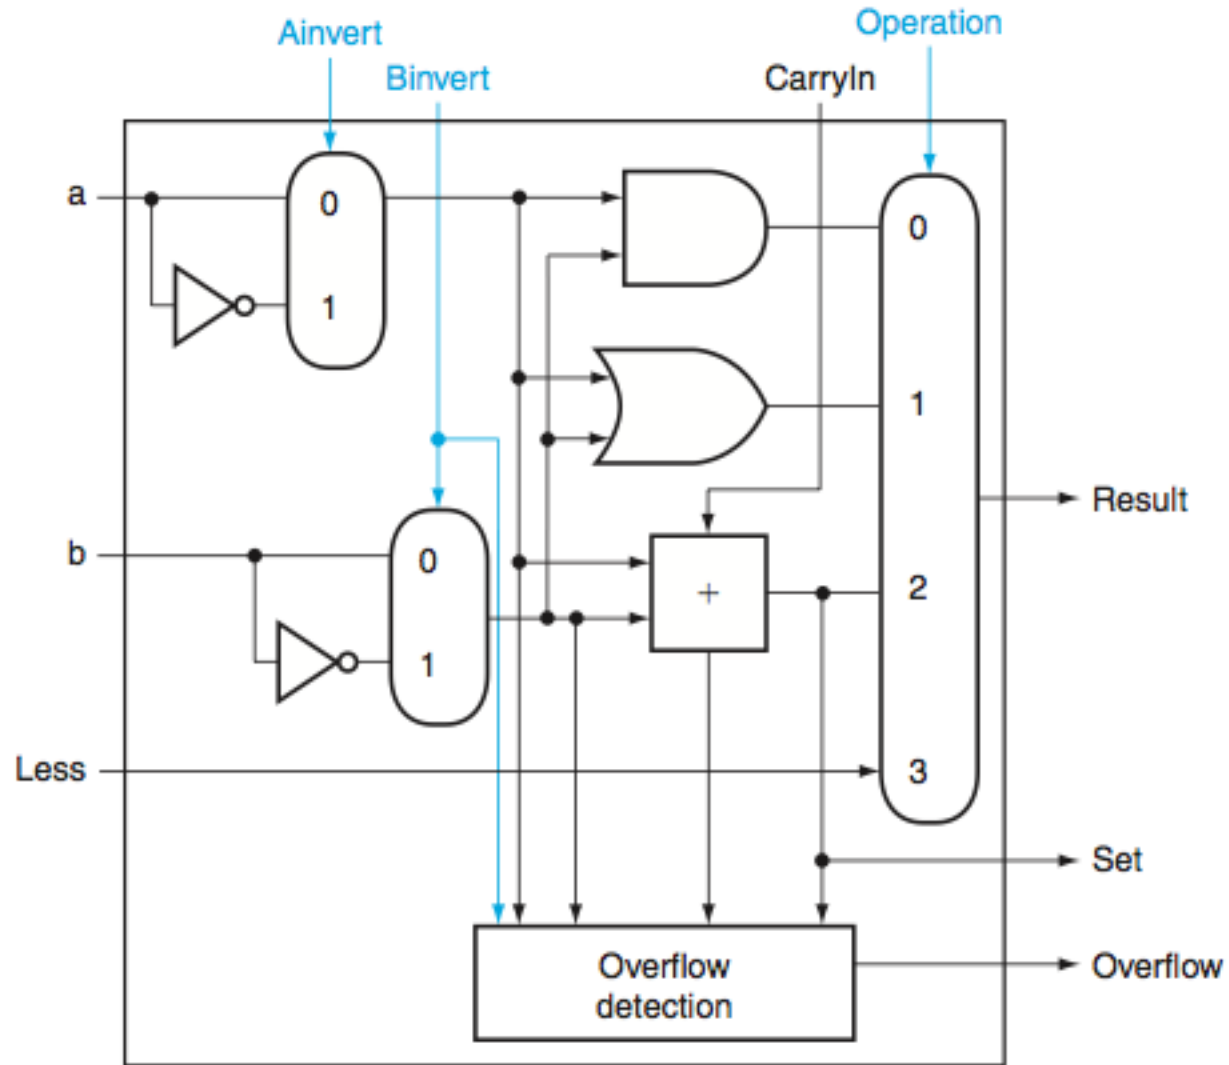 Operation
Ainvert
Binvert
CarryIn
a
0
1
0
1
Result
b
0
1
+
2
Less
3
Set
Overflow
detection
Overflow